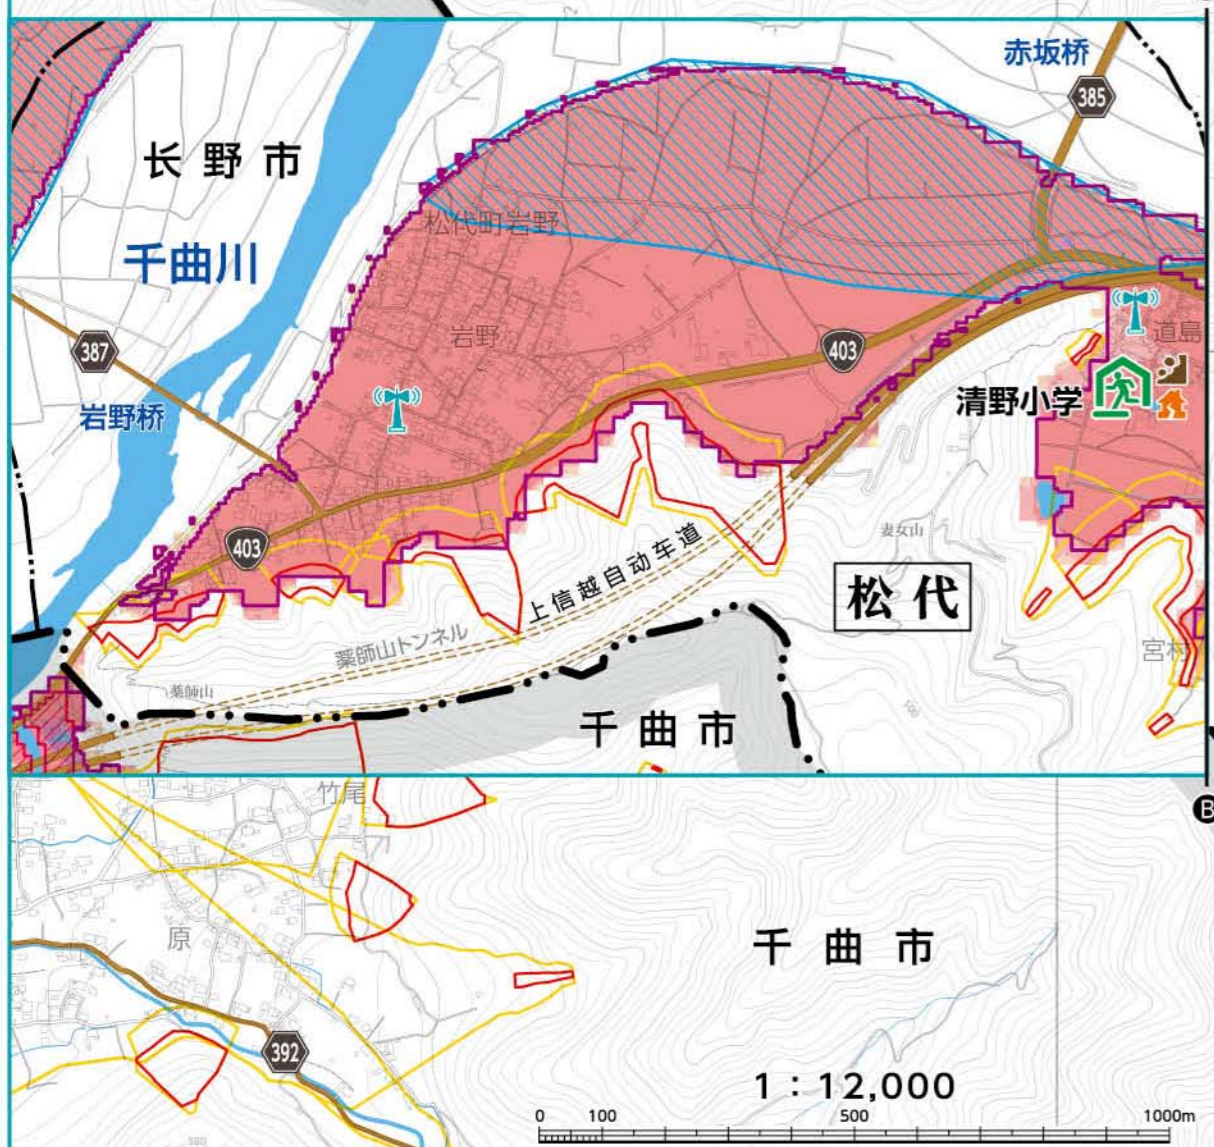 赤坂桥
385
长野市
千曲川
松代町岩野
387
岩野
403
道島
岩野桥
清野小学
403
妻女山
上信越自动车道
松代
薬師山トンネル
宮村
薬師山
500
千曲市
竹尾
B
原
千曲市
392
1：12,000
0 100 500 1000m
500